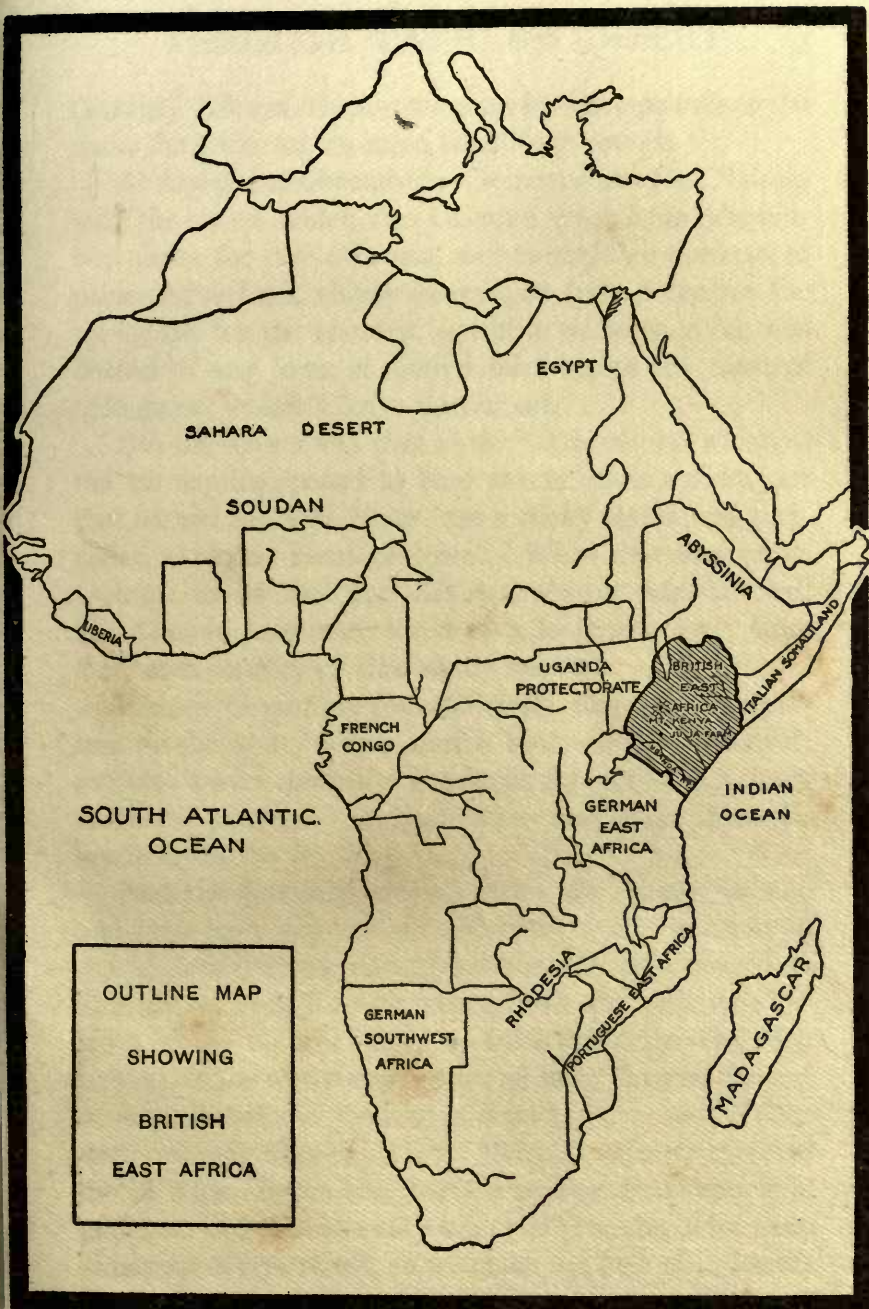 EGYPT
SAHARA DESERT
SOUDAN
ABYSSINIA
LIBERIA
ITALIAN SOMALILAND
UGANDA
PROTECTORATE
BRITISH
EAST
AFRICA
MT. KENYA
JUJA FARM
FRENCH
CONGO
SOUTH ATLANTIC.
OCEAN
GERMAN
EAST
AFRICA
INDIAN
OCEAN
RHODESIA
PORTUGUESE EAST AFRICA
MADAGASCAR
GERMAN
SOUTHWEST
AFRICA
OUTLINE MAP
SHOWING
BRITISH
EAST AFRICA